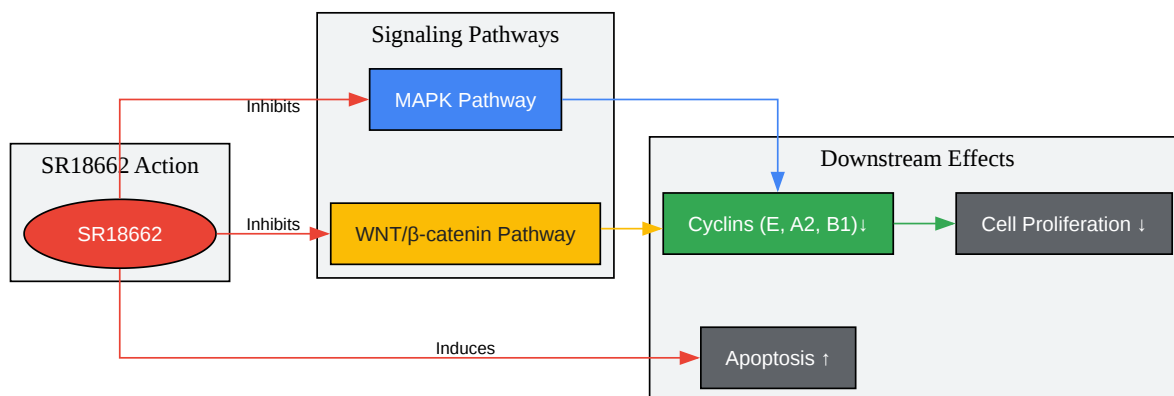 Signaling Pathways
MAPK Pathway
Inhibits
SR18662 Action
Downstream Effects
SR18662
Inhibits
WNT/β-catenin Pathway
Cyclins (E, A2, B1)↓
Cell Proliferation ↓
Induces
Apoptosis ↑